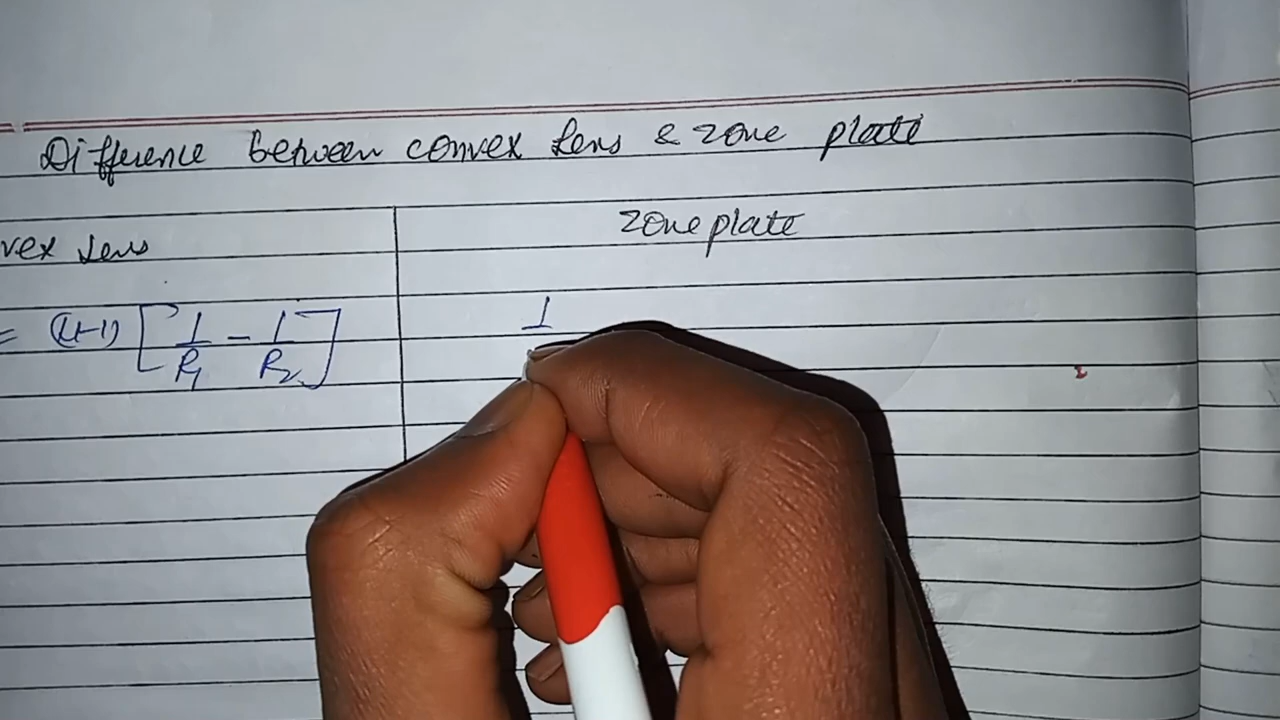 Difference between convex lens & zone plate
vex lens
zone plate
= (μ-1) [ 1/R1 - 1/R2 ]
1